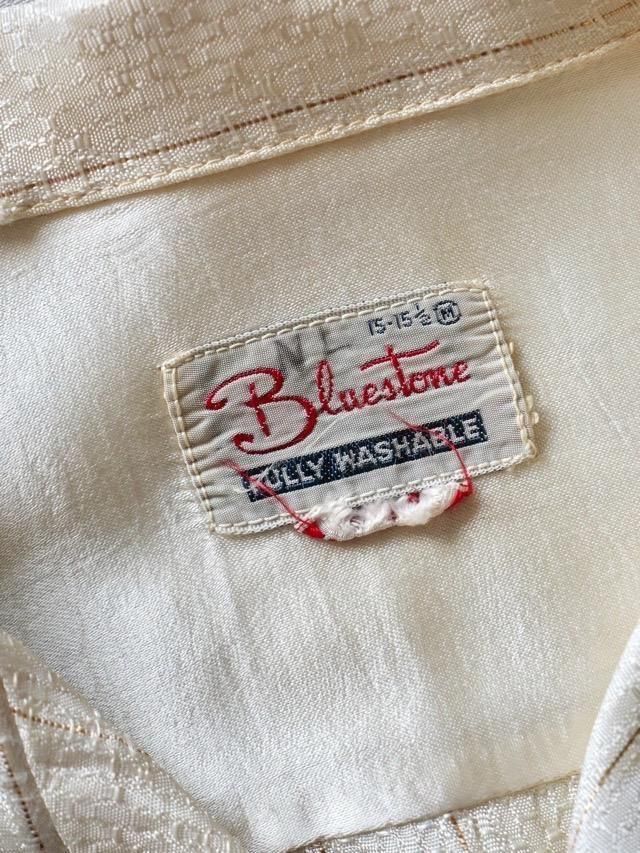 15-15½ M
Bluestone
FULLY WASHABLE